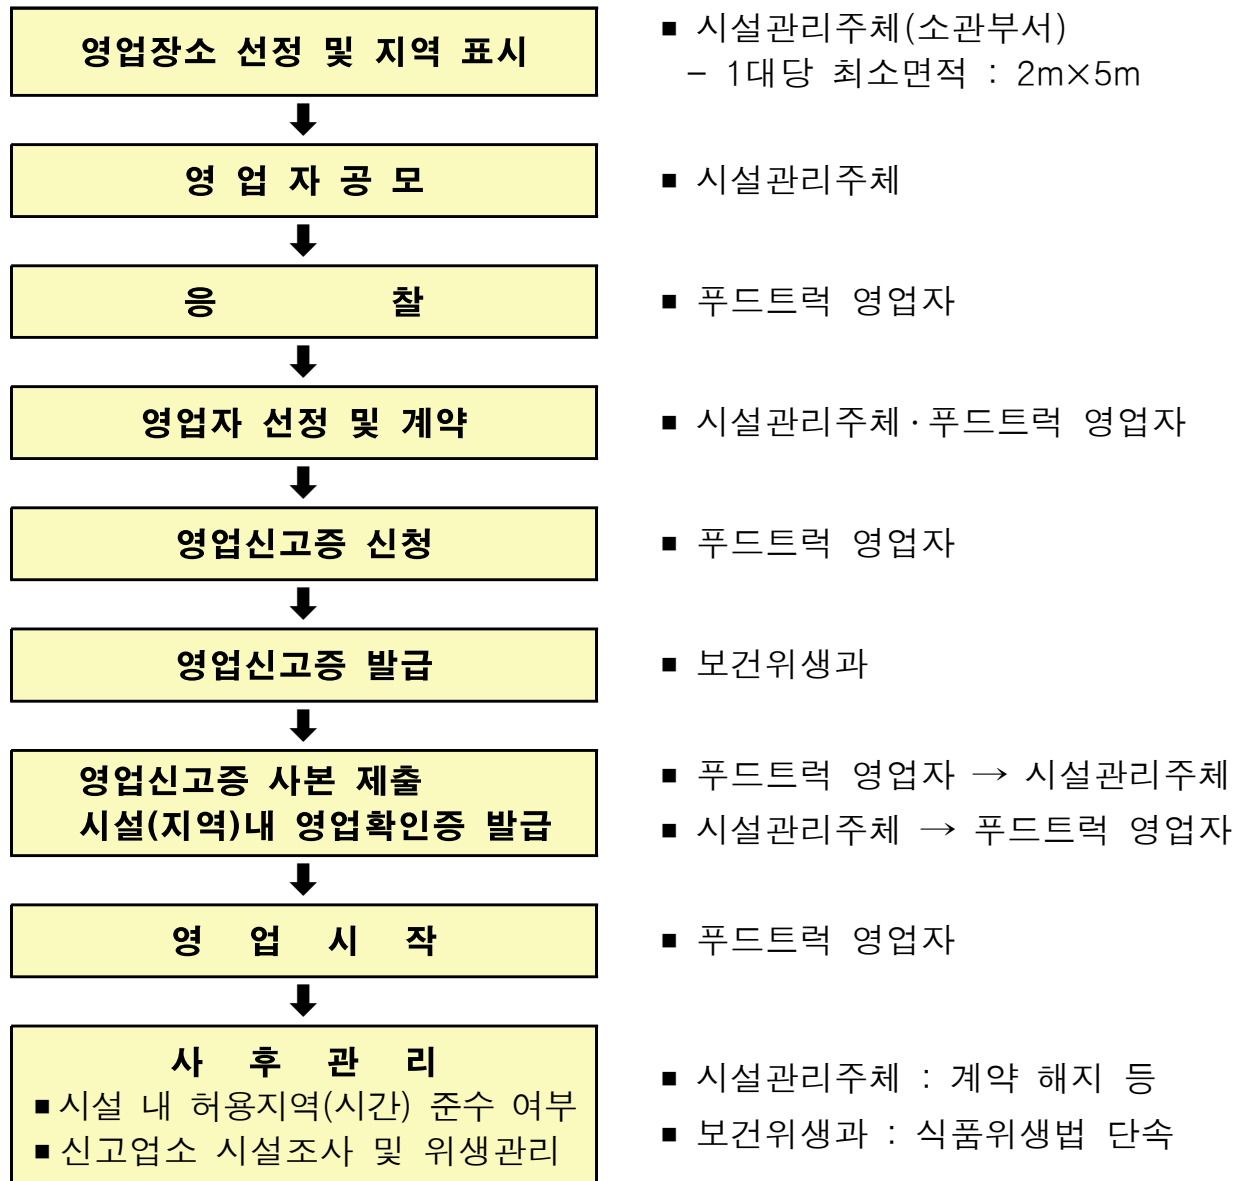 영업장소 선정 및 지역 표시
■ 시설관리주체(소관부서)
- 1대당 최소면적 : 2m×5m
영 업 자 공 모
■ 시설관리주체
응 찰
■ 푸드트럭 영업자
영업자 선정 및 계약
■ 시설관리주체·푸드트럭 영업자
영업신고증 신청
■ 푸드트럭 영업자
영업신고증 발급
■ 보건위생과
영업신고증 사본 제출
시설(지역)내 영업확인증 발급
■ 푸드트럭 영업자 → 시설관리주체
■ 시설관리주체 → 푸드트럭 영업자
영 업 시 작
■ 푸드트럭 영업자
사 후 관 리
■ 시설 내 허용지역(시간) 준수 여부
■ 신고업소 시설조사 및 위생관리
■ 시설관리주체 : 계약 해지 등
■ 보건위생과 : 식품위생법 단속